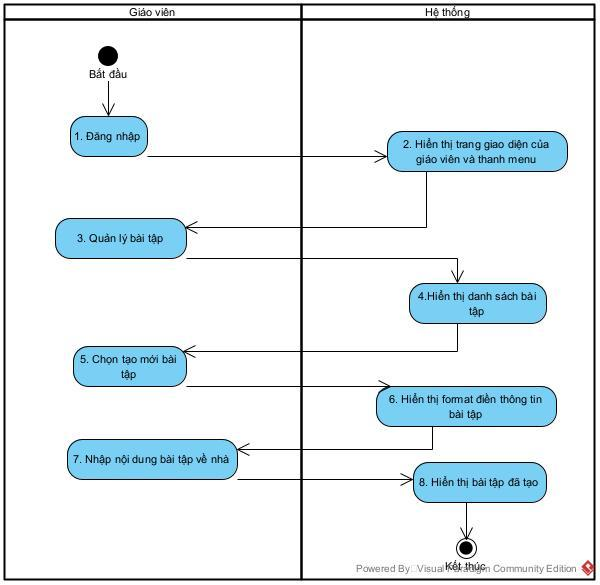 Giáo viên
Hệ thống
Bắt đầu
1. Đăng nhập
2. Hiển thị trang giao diện của
giáo viên và thanh menu
3. Quản lý bài tập
4.Hiển thị danh sách bài
tập
5. Chọn tạo mới bài
tập
6. Hiển thị format điền thông tin
bài tập
7. Nhập nội dung bài tập về nhà
8. Hiển thị bài tập đã tạo
Kết thúc
Powered By Visual Paradigm Community Edition